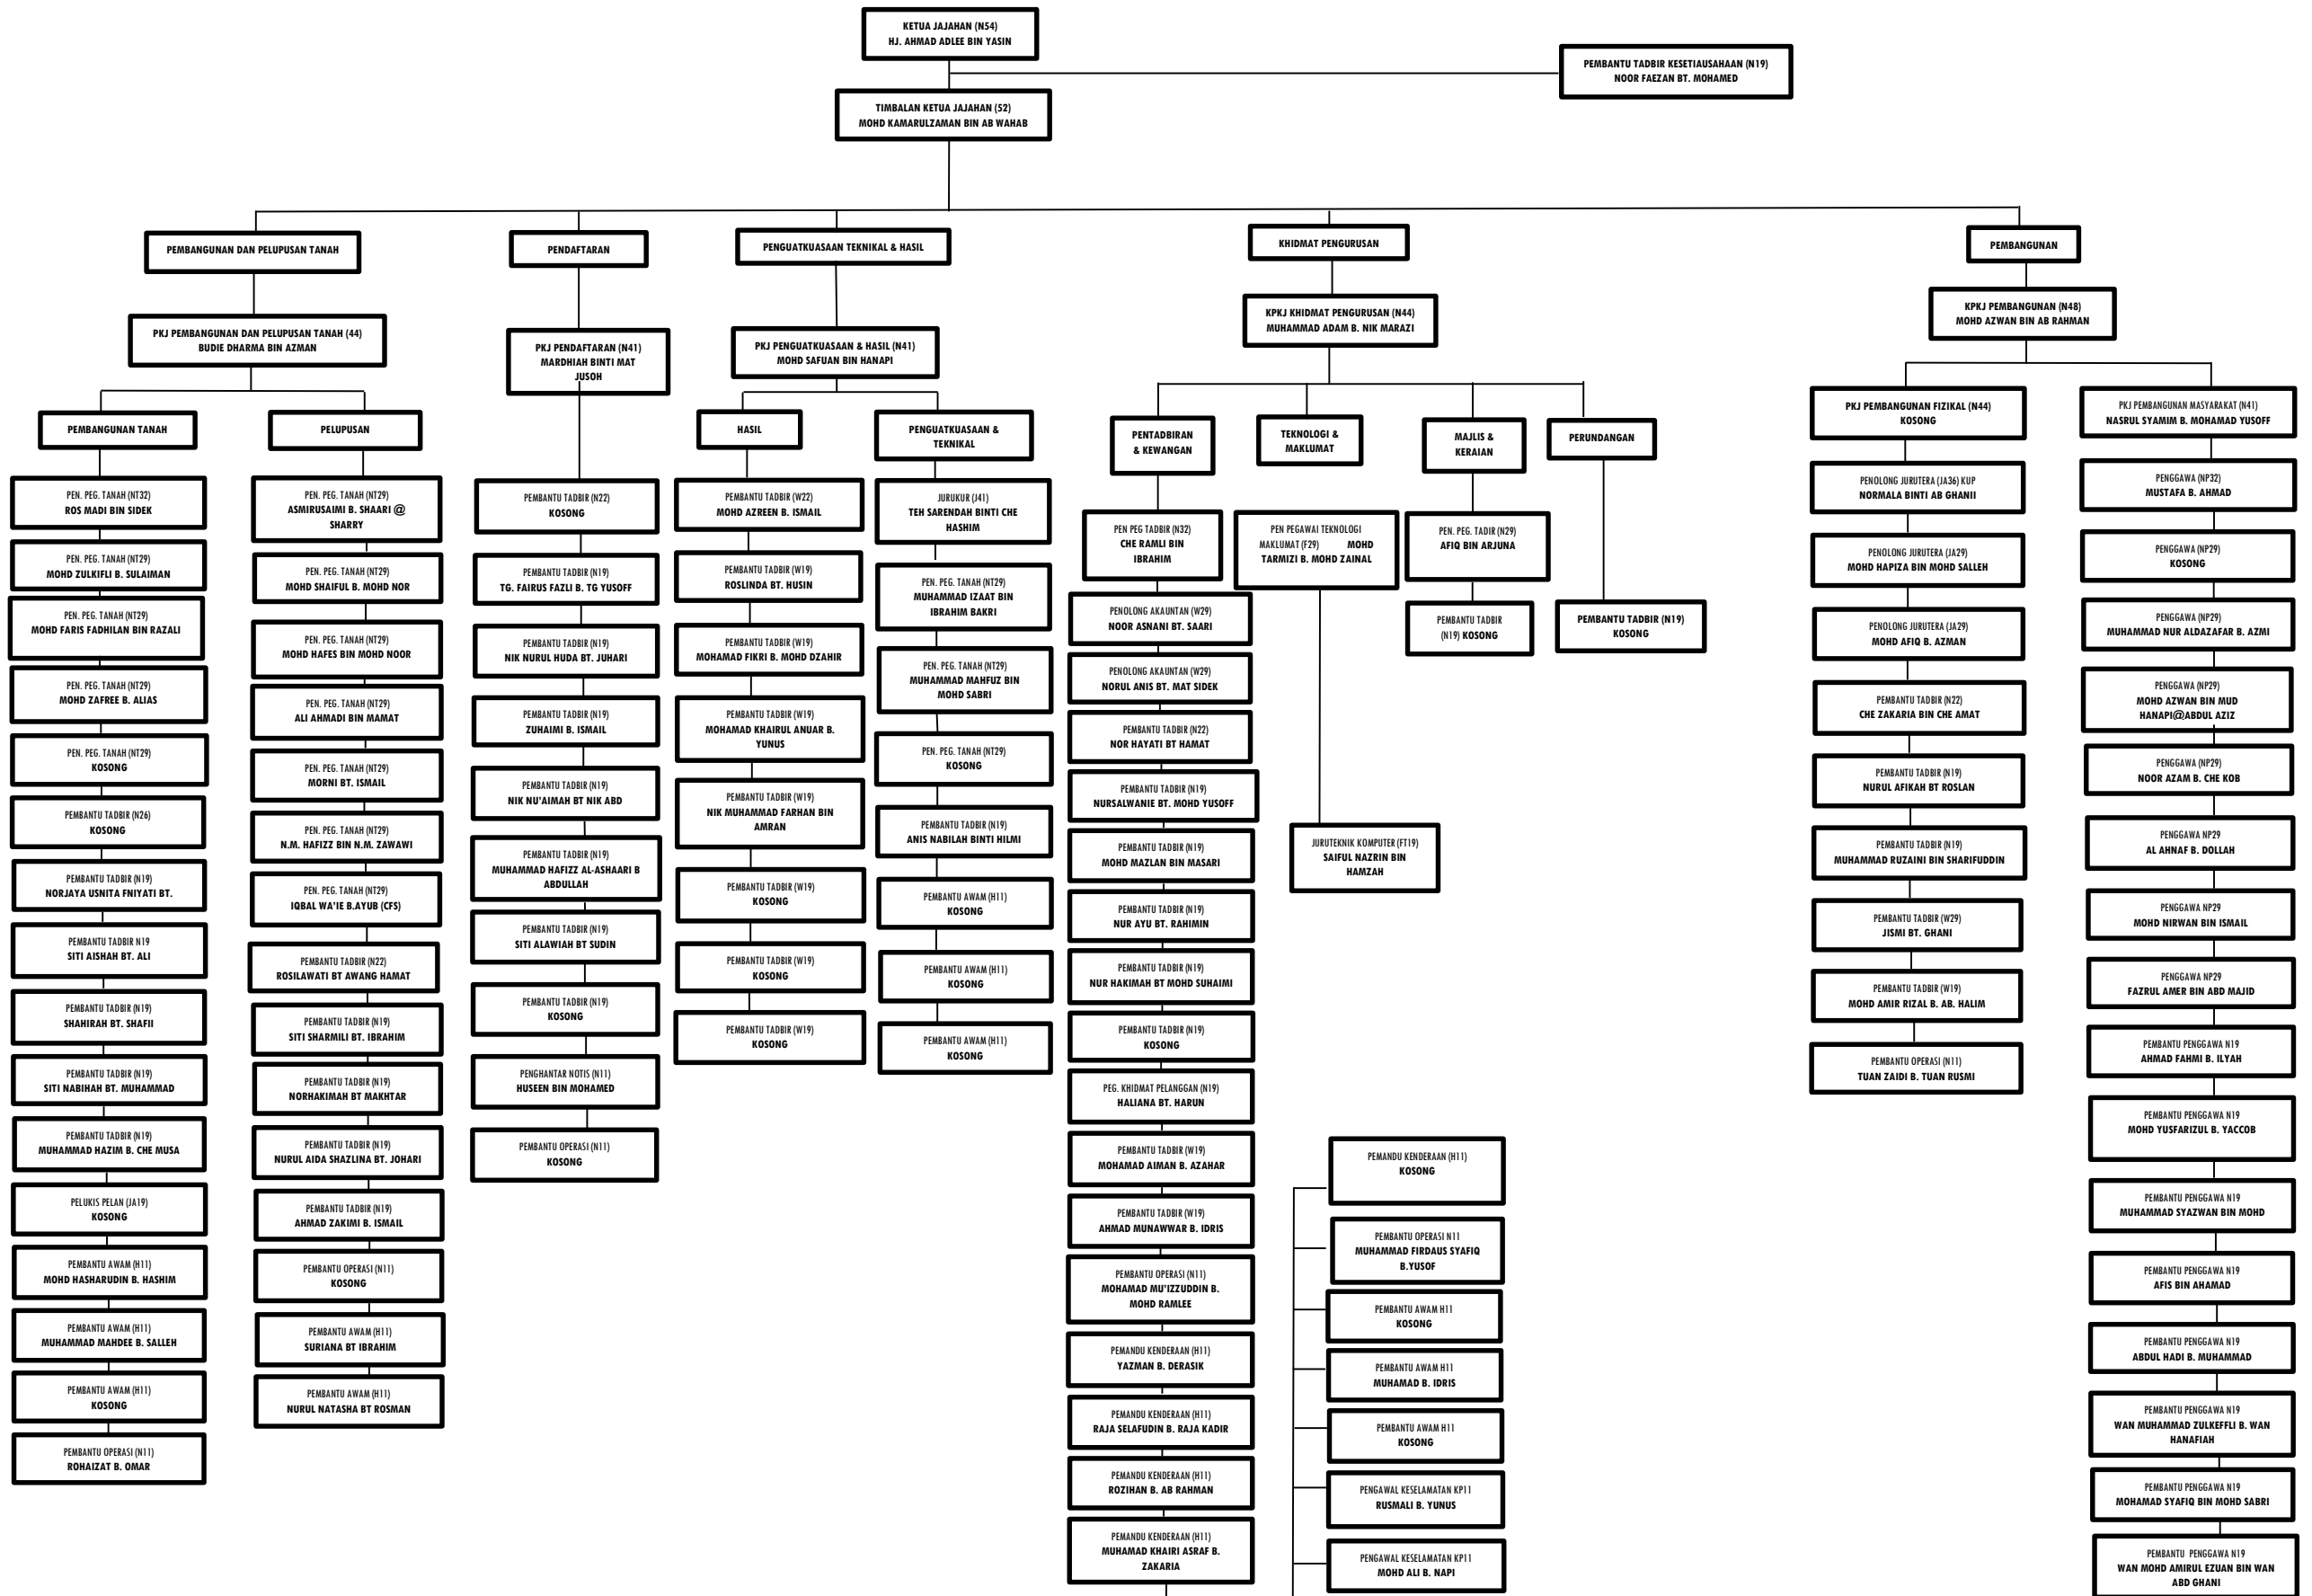 KETUA JAJAHAN (N54)
HJ. AHMAD ADLEE BIN YASIN
PEMBANTU TADBIR KESETIAUSAHAAN (N19)
NOOR FAEZAN BT. MOHAMED
TIMBALAN KETUA JAJAHAN (52)
MOHD KAMARULZAMAN BIN AB WAHAB
PEMBANGUNAN DAN PELUPUSAN TANAH
PKJ PEMBANGUNAN DAN PELUPUSAN TANAH (44)
BUDIE DHARMA BIN AZMAN
PEMBANGUNAN TANAH
PEN. PEG. TANAH (NT32)
ROS MADI BIN SIDEK
PEN. PEG. TANAH (NT29)
MOHD ZULKIFLI B. SULAIMAN
PEN. PEG. TANAH (NT29)
MOHD FARIS FADHILAN BIN RAZALI
PEN. PEG. TANAH (NT29)
MOHD ZAFREE B. ALIAS
PEN. PEG. TANAH (NT29)
KOSONG
PEMBANTU TADBIR (N26)
KOSONG
PEMBANTU TADBIR (N19)
NORJAYA USNITA FNIYATI BT.
PEMBANTU TADBIR N19
SITI AISHAH BT. ALI
PEMBANTU TADBIR (N19)
SHAHIRAH BT. SHAFII
PEMBANTU TADBIR (N19)
SITI NABIHAH BT. MUHAMMAD
PEMBANTU TADBIR (N19)
MUHAMMAD HAZIM B. CHE MUSA
PELUKIS PELAN (JA19)
KOSONG
PEMBANTU AWAM (H11)
MOHD HASHARUDIN B. HASHIM
PEMBANTU AWAM (H11)
MUHAMMAD MAHDEE B. SALLEH
PEMBANTU AWAM (H11)
KOSONG
PEMBANTU OPERASI (N11)
ROHAIZAT B. OMAR
PELUPUSAN
PEN. PEG. TANAH (NT29)
ASMIRUSAIMI B. SHAARI @
SHARRY
PEN. PEG. TANAH (NT29)
MOHD SHAIFUL B. MOHD NOR
PEN. PEG. TANAH (NT29)
MOHD HAFES BIN MOHD NOOR
PEN. PEG. TANAH (NT29)
ALI AHMADI BIN MAMAT
PEN. PEG. TANAH (NT29)
MORNI BT. ISMAIL
PEN. PEG. TANAH (NT29)
N.M. HAFIZZ BIN N.M. ZAWAWI
PEN. PEG. TANAH (NT29)
IQBAL WA'IE B.AYUB (CFS)
PEMBANTU TADBIR (N22)
ROSILAWATI BT AWANG HAMAT
PEMBANTU TADBIR (N19)
SITI SHARMILI BT. IBRAHIM
PEMBANTU TADBIR (N19)
NORHAKIMAH BT MAKHTAR
PEMBANTU TADBIR (N19)
NURUL AIDA SHAZLINA BT. JOHARI
PEMBANTU TADBIR (N19)
AHMAD ZAKIMI B. ISMAIL
PEMBANTU OPERASI (N11)
KOSONG
PEMBANTU AWAM (H11)
SURIANA BT IBRAHIM
PEMBANTU AWAM (H11)
NURUL NATASHA BT ROSMAN
PENDAFTARAN
PKJ PENDAFTARAN (N41)
MARDHIAH BINTI MAT
JUSOH
PEMBANTU TADBIR (N22)
KOSONG
PEMBANTU TADBIR (N19)
TG. FAIRUS FAZLI B. TG YUSOFF
PEMBANTU TADBIR (N19)
NIK NURUL HUDA BT. JUHARI
PEMBANTU TADBIR (N19)
ZUHAIMI B. ISMAIL
PEMBANTU TADBIR (N19)
NIK NU'AIMAH BT NIK ABD
PEMBANTU TADBIR (N19)
MUHAMMAD HAFIZZ AL-ASHAARI B
ABDULLAH
PEMBANTU TADBIR (N19)
SITI ALAWIAH BT SUDIN
PEMBANTU TADBIR (N19)
KOSONG
PENGHANTAR NOTIS (N11)
HUSEEN BIN MOHAMED
PEMBANTU OPERASI (N11)
KOSONG
PENGUATKUASAAN TEKNIKAL & HASIL
PKJ PENGUATKUASAAN & HASIL (N41)
MOHD SAFUAN BIN HANAPI
HASIL
PEMBANTU TADBIR (W22)
MOHD AZREEN B. ISMAIL
PEMBANTU TADBIR (W19)
ROSLINDA BT. HUSIN
PEMBANTU TADBIR (W19)
MOHAMAD FIKRI B. MOHD DZAHIR
PEMBANTU TADBIR (W19)
MOHAMAD KHAIRUL ANUAR B.
YUNUS
PEMBANTU TADBIR (W19)
NIK MUHAMMAD FARHAN BIN
AMRAN
PEMBANTU TADBIR (W19)
KOSONG
PEMBANTU TADBIR (W19)
KOSONG
PEMBANTU TADBIR (W19)
KOSONG
PENGUATKUASAAN &
TEKNIKAL
JURUKUR (J41)
TEH SARENDAH BINTI CHE
HASHIM
PEN. PEG. TANAH (NT29)
MUHAMMAD IZAAT BIN
IBRAHIM BAKRI
PEN. PEG. TANAH (NT29)
MUHAMMAD MAHFUZ BIN
MOHD SABRI
PEN. PEG. TANAH (NT29)
KOSONG
PEMBANTU TADBIR (N19)
ANIS NABILAH BINTI HILMI
PEMBANTU AWAM (H11)
KOSONG
PEMBANTU AWAM (H11)
KOSONG
PEMBANTU AWAM (H11)
KOSONG
KHIDMAT PENGURUSAN
KPKJ KHIDMAT PENGURUSAN (N44)
MUHAMMAD ADAM B. NIK MARAZI
PENTADBIRAN
& KEWANGAN
PEN PEG TADBIR (N32)
CHE RAMLI BIN
IBRAHIM
PENOLONG AKAUNTAN (W29)
NOOR ASNANI BT. SAARI
PENOLONG AKAUNTAN (W29)
NORUL ANIS BT. MAT SIDEK
PEMBANTU TADBIR (N22)
NOR HAYATI BT HAMAT
PEMBANTU TADBIR (N19)
NURSALWANIE BT. MOHD YUSOFF
PEMBANTU TADBIR (N19)
MOHD MAZLAN BIN MASARI
PEMBANTU TADBIR (N19)
NUR AYU BT. RAHIMIN
PEMBANTU TADBIR (N19)
NUR HAKIMAH BT MOHD SUHAIMI
PEMBANTU TADBIR (N19)
KOSONG
PEG. KHIDMAT PELANGGAN (N19)
HALIANA BT. HARUN
PEMBANTU TADBIR (W19)
MOHAMAD AIMAN B. AZAHAR
PEMBANTU TADBIR (W19)
AHMAD MUNAWWAR B. IDRIS
PEMBANTU OPERASI (N11)
MOHAMAD MU'IZZUDDIN B.
MOHD RAMLEE
PEMANDU KENDERAAN (H11)
YAZMAN B. DERASIK
PEMANDU KENDERAAN (H11)
RAJA SELAFUDIN B. RAJA KADIR
PEMANDU KENDERAAN (H11)
ROZIHAN B. AB RAHMAN
PEMANDU KENDERAAN (H11)
MUHAMAD KHAIRI ASRAF B.
ZAKARIA
TEKNOLOGI &
MAKLUMAT
PEN PEGAWAI TEKNOLOGI
MAKLUMAT (F29) MOHD
TARMIZI B. MOHD ZAINAL
JURUTEKNIK KOMPUTER (FT19)
SAIFUL NAZRIN BIN
HAMZAH
MAJLIS &
KERAIAN
PEN. PEG. TADIR (N29)
AFIQ BIN ARJUNA
PEMBANTU TADBIR
(N19) KOSONG
PERUNDANGAN
PEMBANTU TADBIR (N19)
KOSONG
PEMANDU KENDERAAN (H11)
KOSONG
PEMBANTU OPERASI N11
MUHAMMAD FIRDAUS SYAFIQ
B.YUSOF
PEMBANTU AWAM H11
KOSONG
PEMBANTU AWAM H11
MUHAMAD B. IDRIS
PEMBANTU AWAM H11
KOSONG
PENGAWAL KESELAMATAN KP11
RUSMALI B. YUNUS
PENGAWAL KESELAMATAN KP11
MOHD ALI B. NAPI
PEMBANGUNAN
KPKJ PEMBANGUNAN (N48)
MOHD AZWAN BIN AB RAHMAN
PKJ PEMBANGUNAN FIZIKAL (N44)
KOSONG
PENOLONG JURUTERA (JA36) KUP
NORMALA BINTI AB GHANII
PENOLONG JURUTERA (JA29)
MOHD HAPIZA BIN MOHD SALLEH
PENOLONG JURUTERA (JA29)
MOHD AFIQ B. AZMAN
PEMBANTU TADBIR (N22)
CHE ZAKARIA BIN CHE AMAT
PEMBANTU TADBIR (N19)
NURUL AFIKAH BT ROSLAN
PEMBANTU TADBIR (N19)
MUHAMMAD RUZAINI BIN SHARIFUDDIN
PEMBANTU TADBIR (W29)
JISMI BT. GHANI
PEMBANTU TADBIR (W19)
MOHD AMIR RIZAL B. AB. HALIM
PEMBANTU OPERASI (N11)
TUAN ZAIDI B. TUAN RUSMI
PKJ PEMBANGUNAN MASYARAKAT (N41)
NASRUL SYAMIM B. MOHAMAD YUSOFF
PENGGAWA (NP32)
MUSTAFA B. AHMAD
PENGGAWA (NP29)
KOSONG
PENGGAWA (NP29)
MUHAMMAD NUR ALDAZAFAR B. AZMI
PENGGAWA (NP29)
MOHD AZWAN BIN MUD
HANAPI@ABDUL AZIZ
PENGGAWA (NP29)
NOOR AZAM B. CHE KOB
PENGGAWA NP29
AL AHNAF B. DOLLAH
PENGGAWA NP29
MOHD NIRWAN BIN ISMAIL
PENGGAWA NP29
FAZRUL AMER BIN ABD MAJID
PEMBANTU PENGGAWA N19
AHMAD FAHMI B. ILYAH
PEMBANTU PENGGAWA N19
MOHD YUSFARIZUL B. YACCOB
PEMBANTU PENGGAWA N19
MUHAMMAD SYAZWAN BIN MOHD
PEMBANTU PENGGAWA N19
AFIS BIN AHAMAD
PEMBANTU PENGGAWA N19
ABDUL HADI B. MUHAMMAD
PEMBANTU PENGGAWA N19
WAN MUHAMMAD ZULKEFFLI B. WAN
HANAFIAH
PEMBANTU PENGGAWA N19
MOHAMAD SYAFIQ BIN MOHD SABRI
PEMBANTU PENGGAWA N19
WAN MOHD AMIRUL EZUAN BIN WAN
ABD GHANI